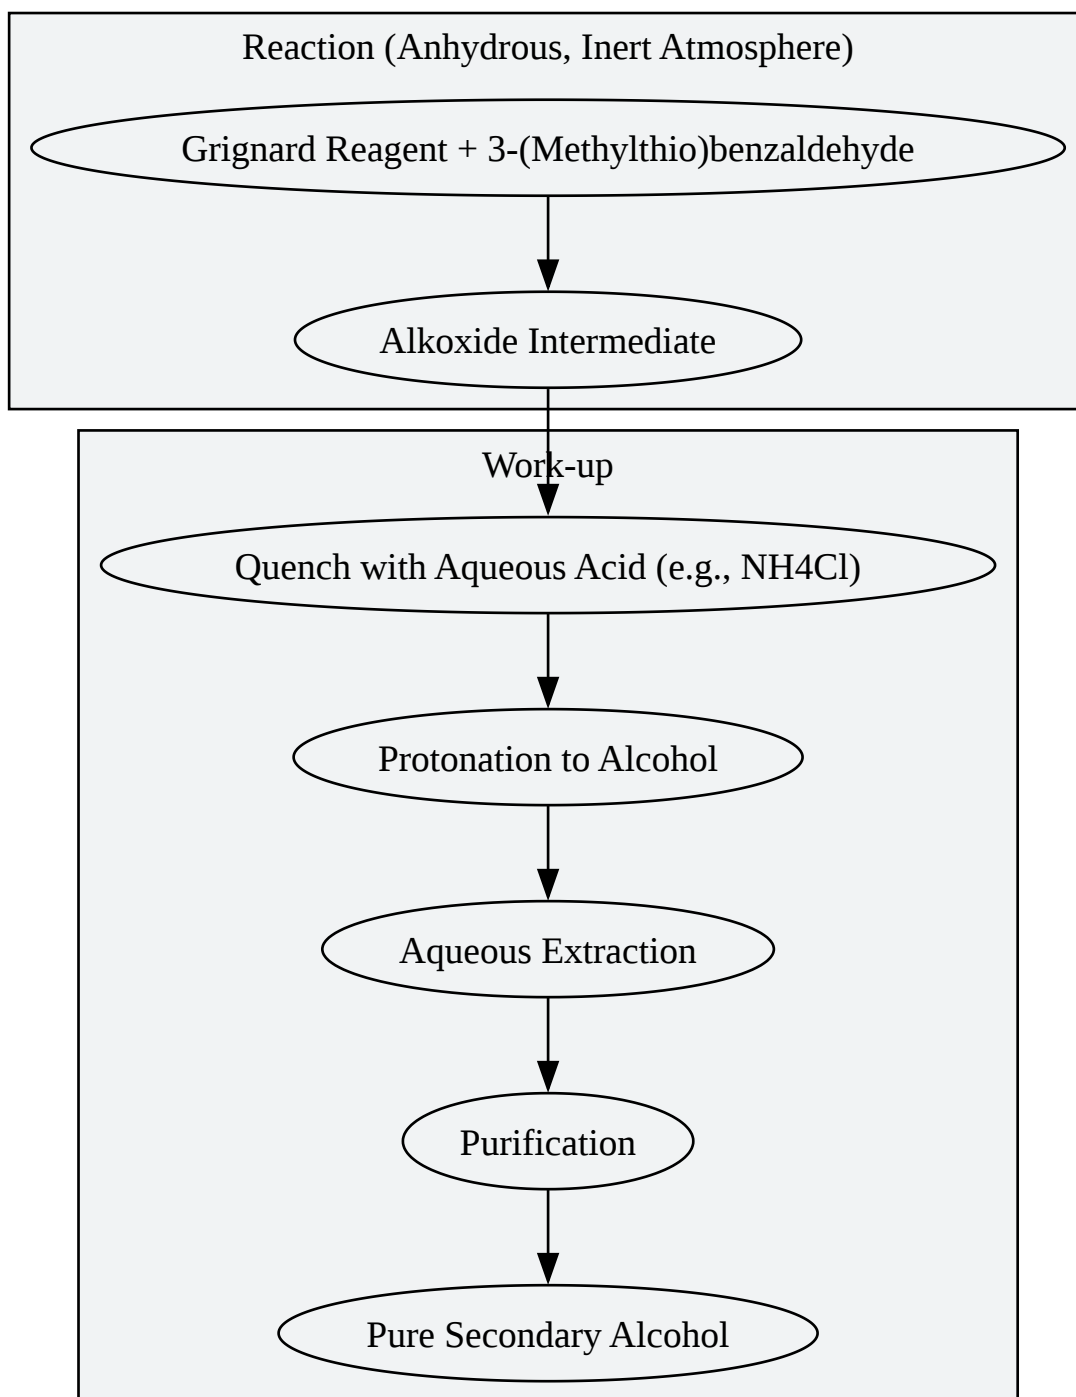 Reaction (Anhydrous, Inert Atmosphere)
Grignard Reagent + 3-(Methylthio)benzaldehyde
Alkoxide Intermediate
Work-up
Quench with Aqueous Acid (e.g., NH4Cl)
Protonation to Alcohol
Aqueous Extraction
Purification
Pure Secondary Alcohol